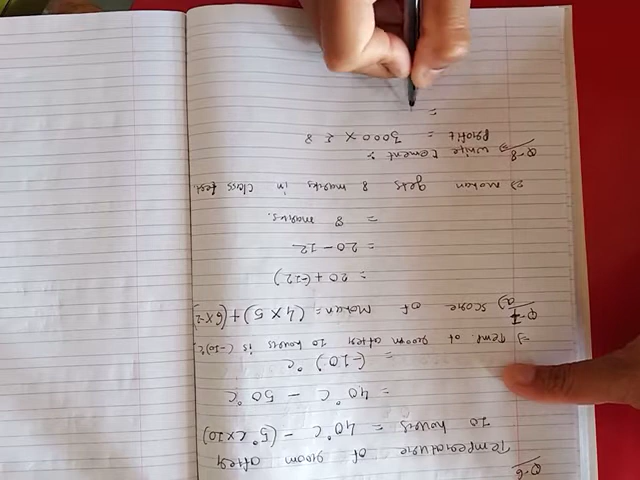 Q-6
Temperature of room after
10 hours = 40°C - (5°C×10)
= 40°C - 50°C
= (-10)°C
⇒ Temp. of room after 10 hours is (-10)°C
Q-7
a) Score of Mohan = (4×5)+(6×-2)
= 20+(-12)
= 20-12
= 8 marks.
⇒ Mohan gets 8 marks in class test
Q-8 ⇒ White Cement :-
Profit = 3000 × ₹ 8
=